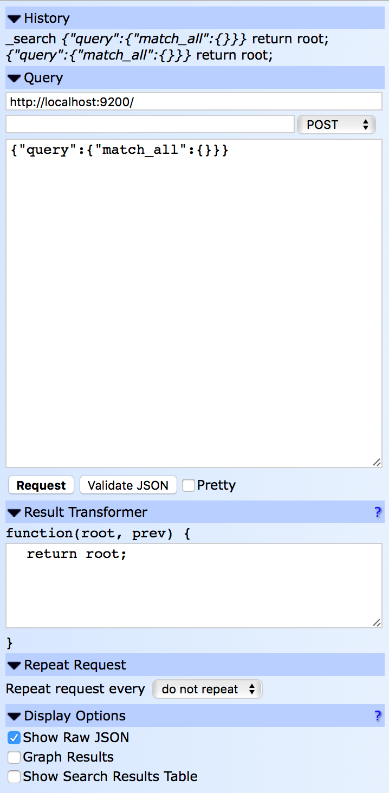 History
_search {"query":{"match_all":{}}} return root;
{"query":{"match_all":{}}} return root;
Query
http://localhost:9200/
POST
{"query":{"match_all":{}}}
Request Validate JSON Pretty
Result Transformer ?
function(root, prev) {
return root;
}
Repeat Request
Repeat request every do not repeat
Display Options ?
Show Raw JSON
Graph Results
Show Search Results Table